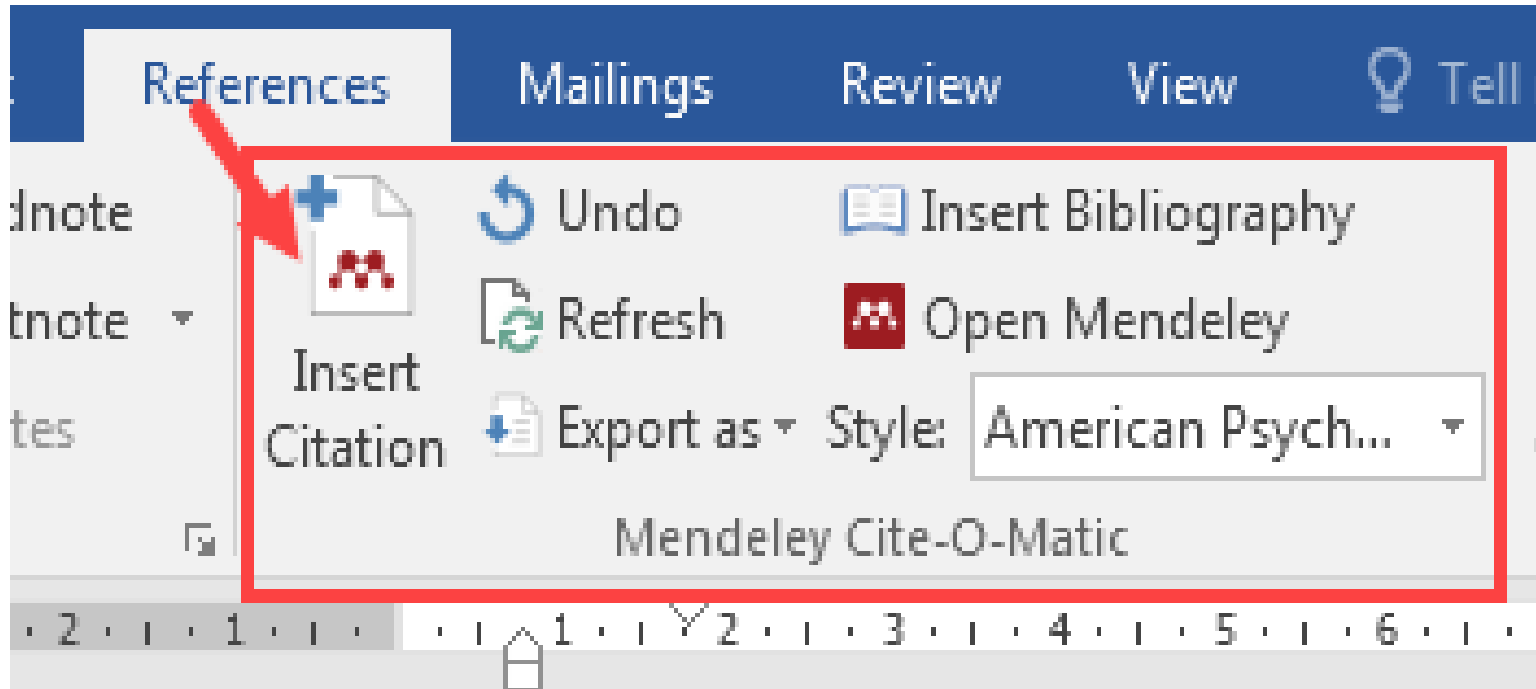 References Mailings Review View Tell
dnote Undo Insert Bibliography
tnote Refresh Open Mendeley
Insert
Citation
tes Export as Style: American Psych...
Mendeley Cite-O-Matic
2 1 1 2 3 4 5 6